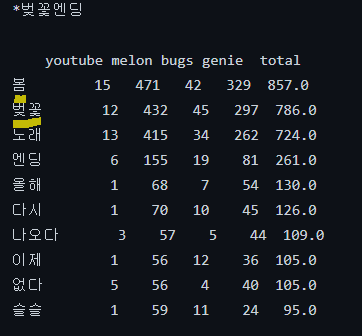 *벚꽃엔딩
youtube melon bugs genie total
봄 15 471 42 329 857.0
벚꽃 12 432 45 297 786.0
노래 13 415 34 262 724.0
엔딩 6 155 19 81 261.0
올해 1 68 7 54 130.0
다시 1 70 10 45 126.0
나오다 3 57 5 44 109.0
이제 1 56 12 36 105.0
없다 5 56 4 40 105.0
슬슬 1 59 11 24 95.0